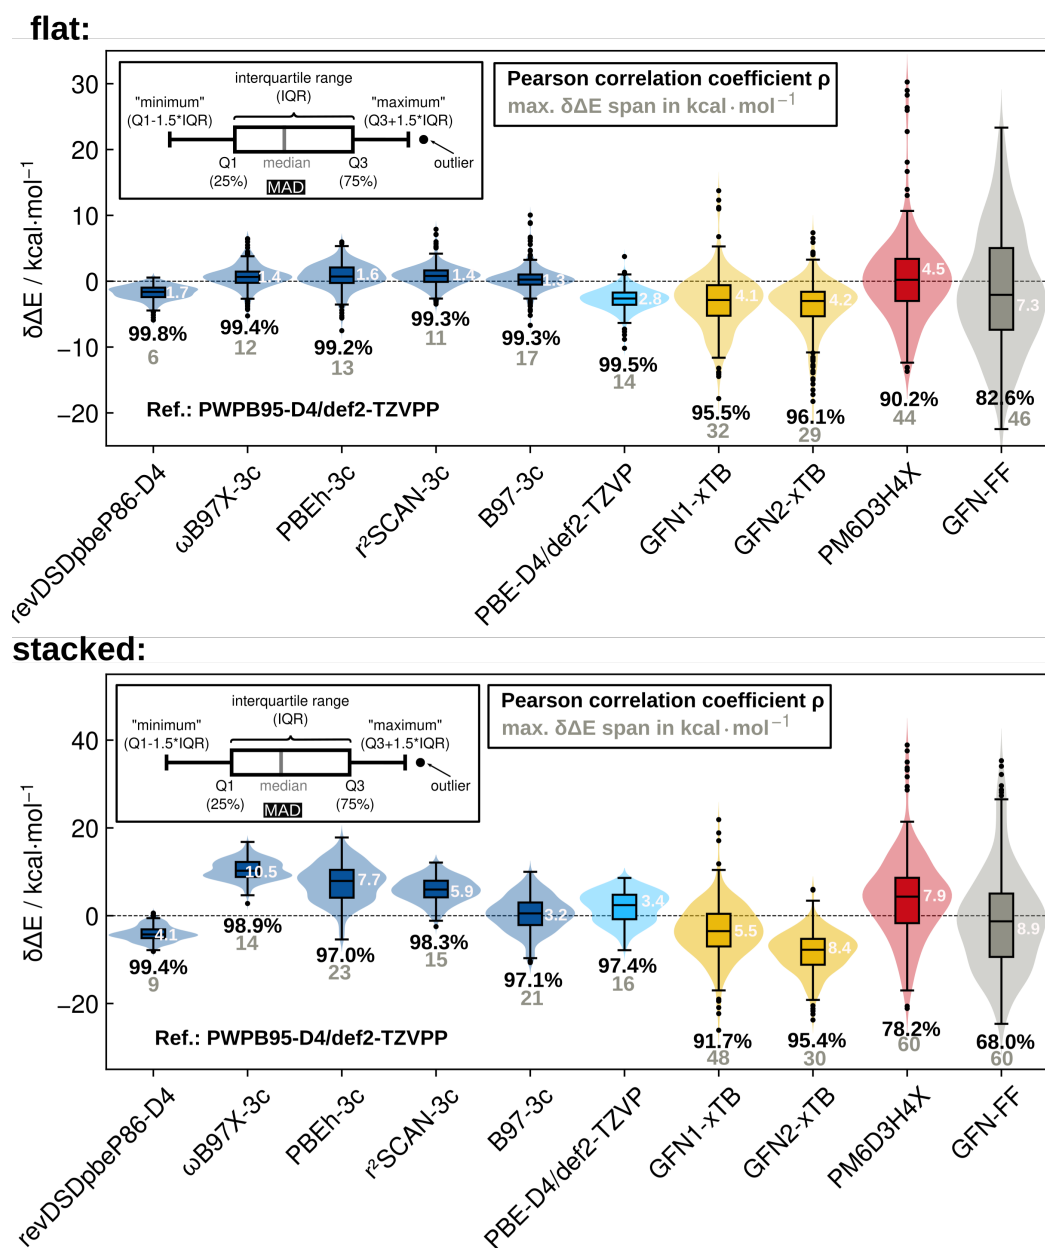 flat:
δΔE / kcal·mol⁻¹
30
20
10
0
−10
−20
interquartile range
(IQR)
"minimum"
(Q1-1.5*IQR)
"maximum"
(Q3+1.5*IQR)
Q1
(25%)
median
MAD
Q3
(75%)
outlier
Pearson correlation coefficient ρ
max. δΔE span in kcal·mol⁻¹
1.7
1.4
1.6
1.4
1.3
2.8
4.1
4.2
4.5
7.3
99.8%
6
99.4%
12
99.2%
13
99.3%
11
99.3%
17
99.5%
14
95.5%
32
96.1%
29
90.2%
44
82.6%
46
Ref.: PWPB95-D4/def2-TZVPP
revDSDpbeP86-D4
ωB97X-3c
PBEh-3c
r²SCAN-3c
B97-3c
PBE-D4/def2-TZVP
GFN1-xTB
GFN2-xTB
PM6D3H4X
GFN-FF
stacked:
δΔE / kcal·mol⁻¹
40
20
0
−20
interquartile range
(IQR)
"minimum"
(Q1-1.5*IQR)
"maximum"
(Q3+1.5*IQR)
Q1
(25%)
median
MAD
Q3
(75%)
outlier
Pearson correlation coefficient ρ
max. δΔE span in kcal·mol⁻¹
4.1
10.5
7.7
5.9
3.2
3.4
5.5
8.4
7.9
8.9
99.4%
9
98.9%
14
97.0%
23
98.3%
15
97.1%
21
97.4%
16
91.7%
48
95.4%
30
78.2%
60
68.0%
60
Ref.: PWPB95-D4/def2-TZVPP
revDSDpbeP86-D4
ωB97X-3c
PBEh-3c
r²SCAN-3c
B97-3c
PBE-D4/def2-TZVP
GFN1-xTB
GFN2-xTB
PM6D3H4X
GFN-FF